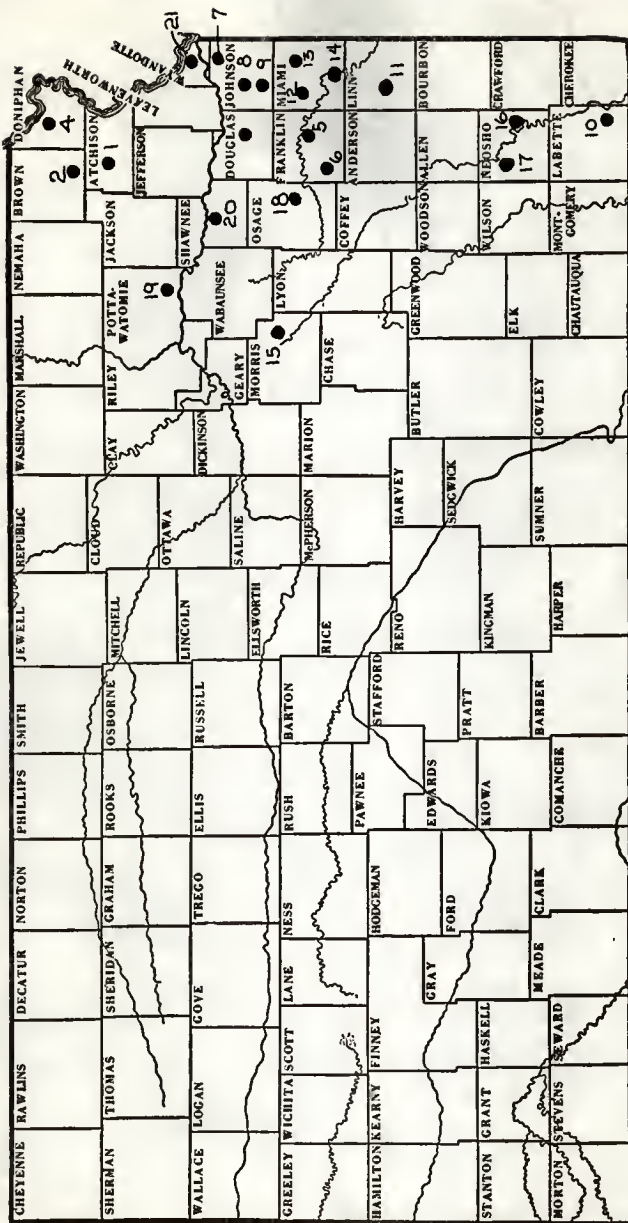 CHEYENNE
RAWLINS
DECATUR
NORTON
PHILLIPS
SMITH
JEWELL
REPUBLIC
WASHINGTON
MARSHALL
NEMAHA
BROWN
2
DONIPHAN
4
SHERMAN
THOMAS
SHERIDAN
GRAHAM
ROOKS
OSBORNE
MITCHELL
CLOUD
CLAY
RILEY
POTTA-
WATOMIE
19
JACKSON
ATCHISON
1
JEFFERSON
LEAVENWORTH
WYANDOTTE
21
7
OTTAWA
LINCOLN
WALLACE
LOGAN
GOVE
TREGO
ELLIS
RUSSELL
SALINE
DICKINSON
GEARY
WABAUNSEE
SHAWNEE
20
DOUGLAS
JOHNSON
8
9
ELLSWORTH
MORRIS
15
LYON
OSAGE
18
FRANKLIN
5
6
MIAMI
12
13
14
GREELEY
WICHITA
SCOTT
LANE
NESS
RUSH
BARTON
RICE
McPHERSON
MARION
CHASE
COFFEY
ANDERSON
LINN
11
HAMILTON
KEARNY
FINNEY
HODGEMAN
PAWNEE
STAFFORD
RENO
HARVEY
BUTLER
GREENWOOD
WOODSON
ALLEN
BOURBON
GRAY
FORD
EDWARDS
PRATT
SEDGWICK
STANTON
GRANT
HASKELL
KIOWA
KINGMAN
ELK
WILSON
NEOSHO
16
17
CRAWFORD
MORTON
STEVENS
SEWARD
MEADE
CLARK
COMANCHE
BARBER
HARPER
SUMNER
COWLEY
CHAUTAUQUA
MONT-
GOMERY
LABETTE
10
CHEROKEE